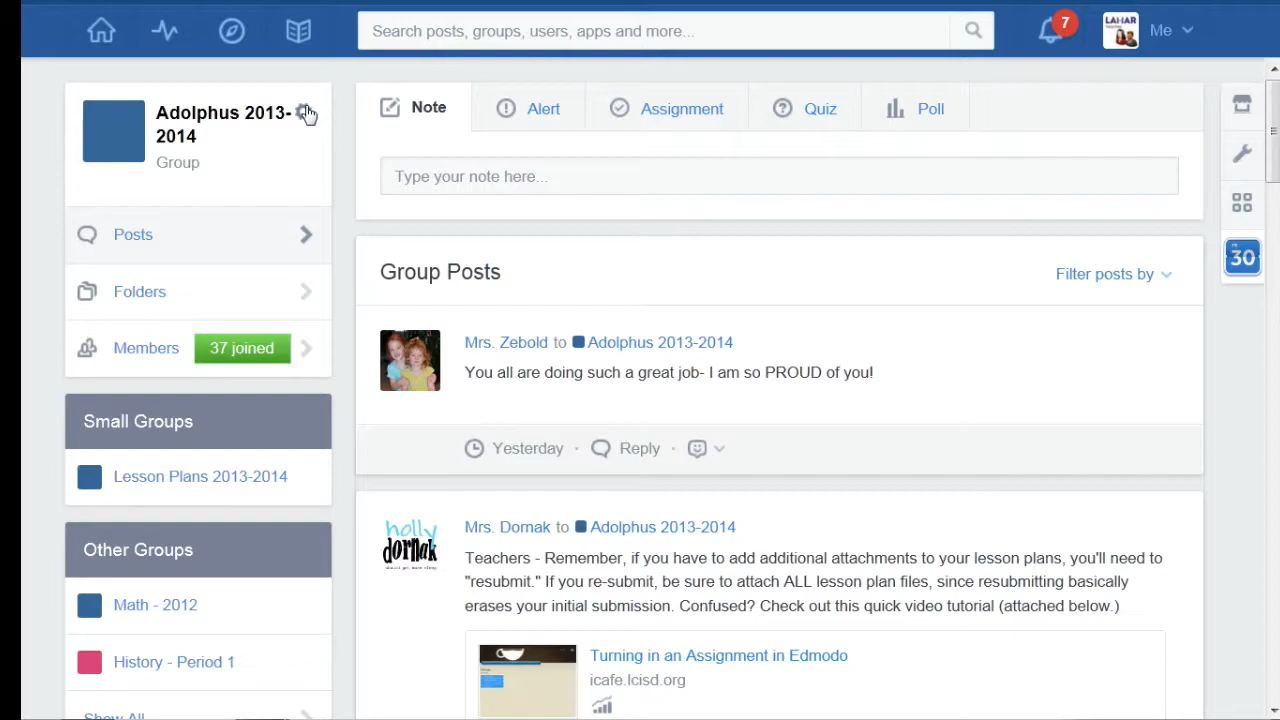 Search posts, groups, users, apps and more...
7
LAMAR
Me
Adolphus 2013-
2014
Group
Posts
Folders
Members
37 joined
Small Groups
Lesson Plans 2013-2014
Other Groups
Math - 2012
History - Period 1
Show All
Note
Alert
Assignment
Quiz
Poll
Type your note here...
Group Posts
Filter posts by
Mrs. Zebold to Adolphus 2013-2014
You all are doing such a great job- I am so PROUD of you!
Yesterday · Reply ·
holly
dornak
Mrs. Dornak to Adolphus 2013-2014
Teachers - Remember, if you have to add additional attachments to your lesson plans, you'll need to
"resubmit." If you re-submit, be sure to attach ALL lesson plan files, since resubmitting basically
erases your initial submission. Confused? Check out this quick video tutorial (attached below.)
Turning in an Assignment in Edmodo
icafe.lcisd.org
30